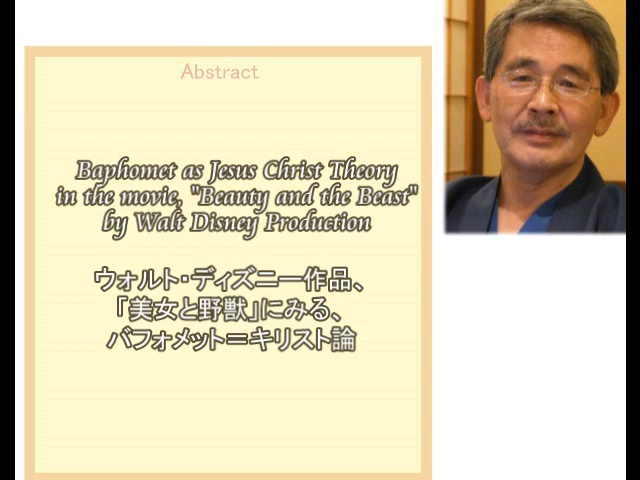 Abstract
Baphomet as Jesus Christ Theory
in the movie, "Beauty and the Beast"
by Walt Disney Production
ウォルト・ディズニー作品、
「美女と野獣」にみる、
バフォメット＝キリスト論